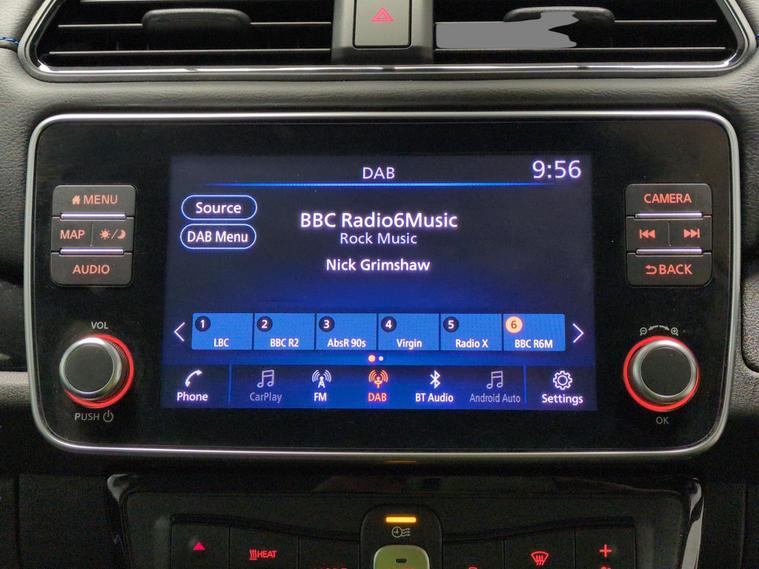 DAB
9:56
MENU
MAP
AUDIO
VOL
PUSH
Source
DAB Menu
BBC Radio6Music
Rock Music
Nick Grimshaw
1 LBC
2 BBC R2
3 AbsR 90s
4 Virgin
5 Radio X
6 BBC R6M
Phone
CarPlay
FM
DAB
BT Audio
Android Auto
Settings
CAMERA
BACK
OK
HEAT